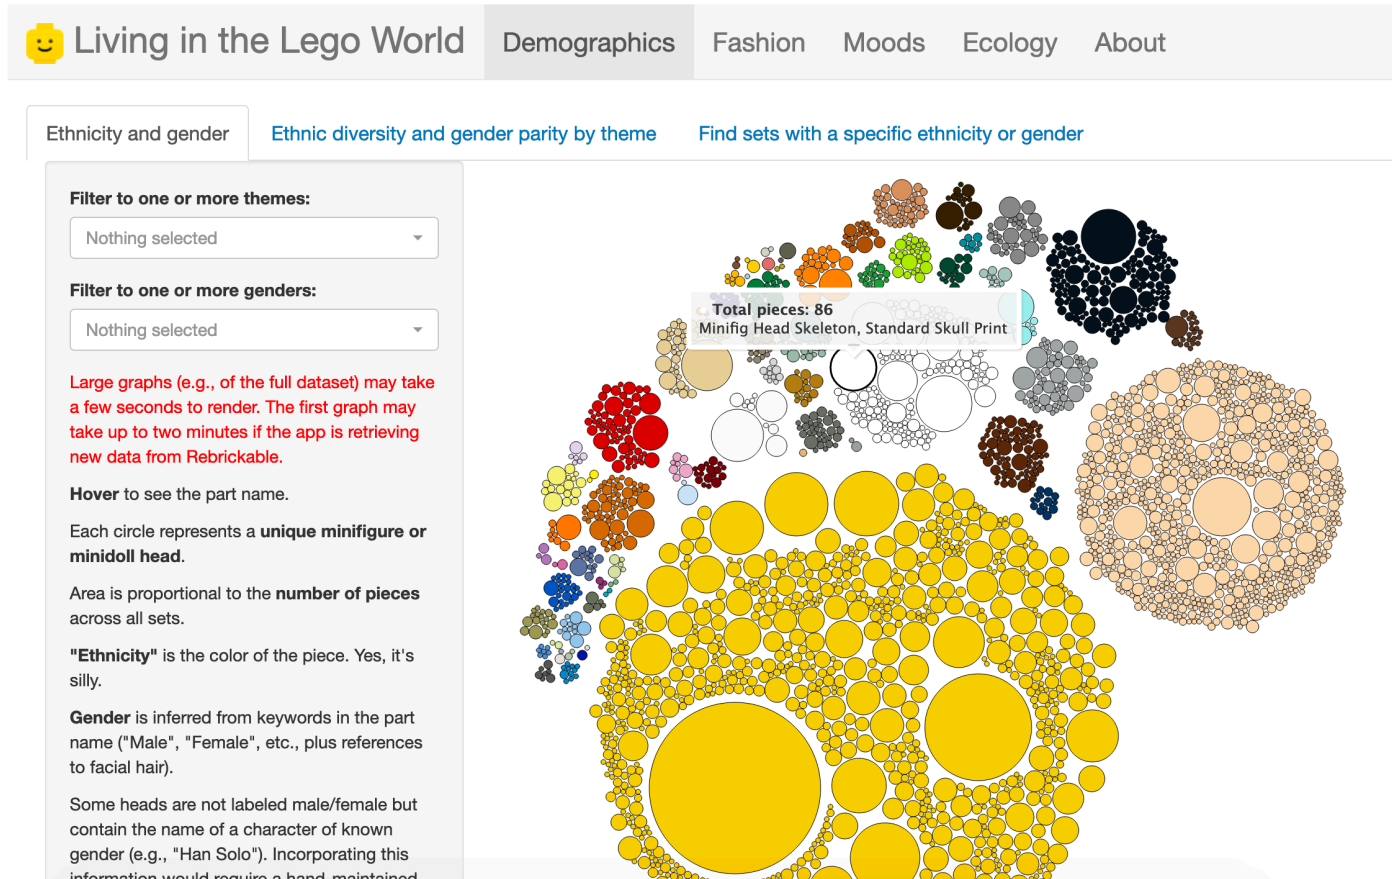 Living in the Lego World
Demographics
Fashion
Moods
Ecology
About
Ethnicity and gender
Ethnic diversity and gender parity by theme
Find sets with a specific ethnicity or gender
Filter to one or more themes:
Nothing selected
Filter to one or more genders:
Nothing selected
Large graphs (e.g., of the full dataset) may take
a few seconds to render. The first graph may
take up to two minutes if the app is retrieving
new data from Rebrickable.
Hover to see the part name.
Each circle represents a unique minifigure or
minidoll head.
Area is proportional to the number of pieces
across all sets.
"Ethnicity" is the color of the piece. Yes, it's
silly.
Gender is inferred from keywords in the part
name ("Male", "Female", etc., plus references
to facial hair).
Some heads are not labeled male/female but
contain the name of a character of known
gender (e.g., "Han Solo"). Incorporating this
information would require a hand-maintained
Total pieces: 86
Minifig Head Skeleton, Standard Skull Print